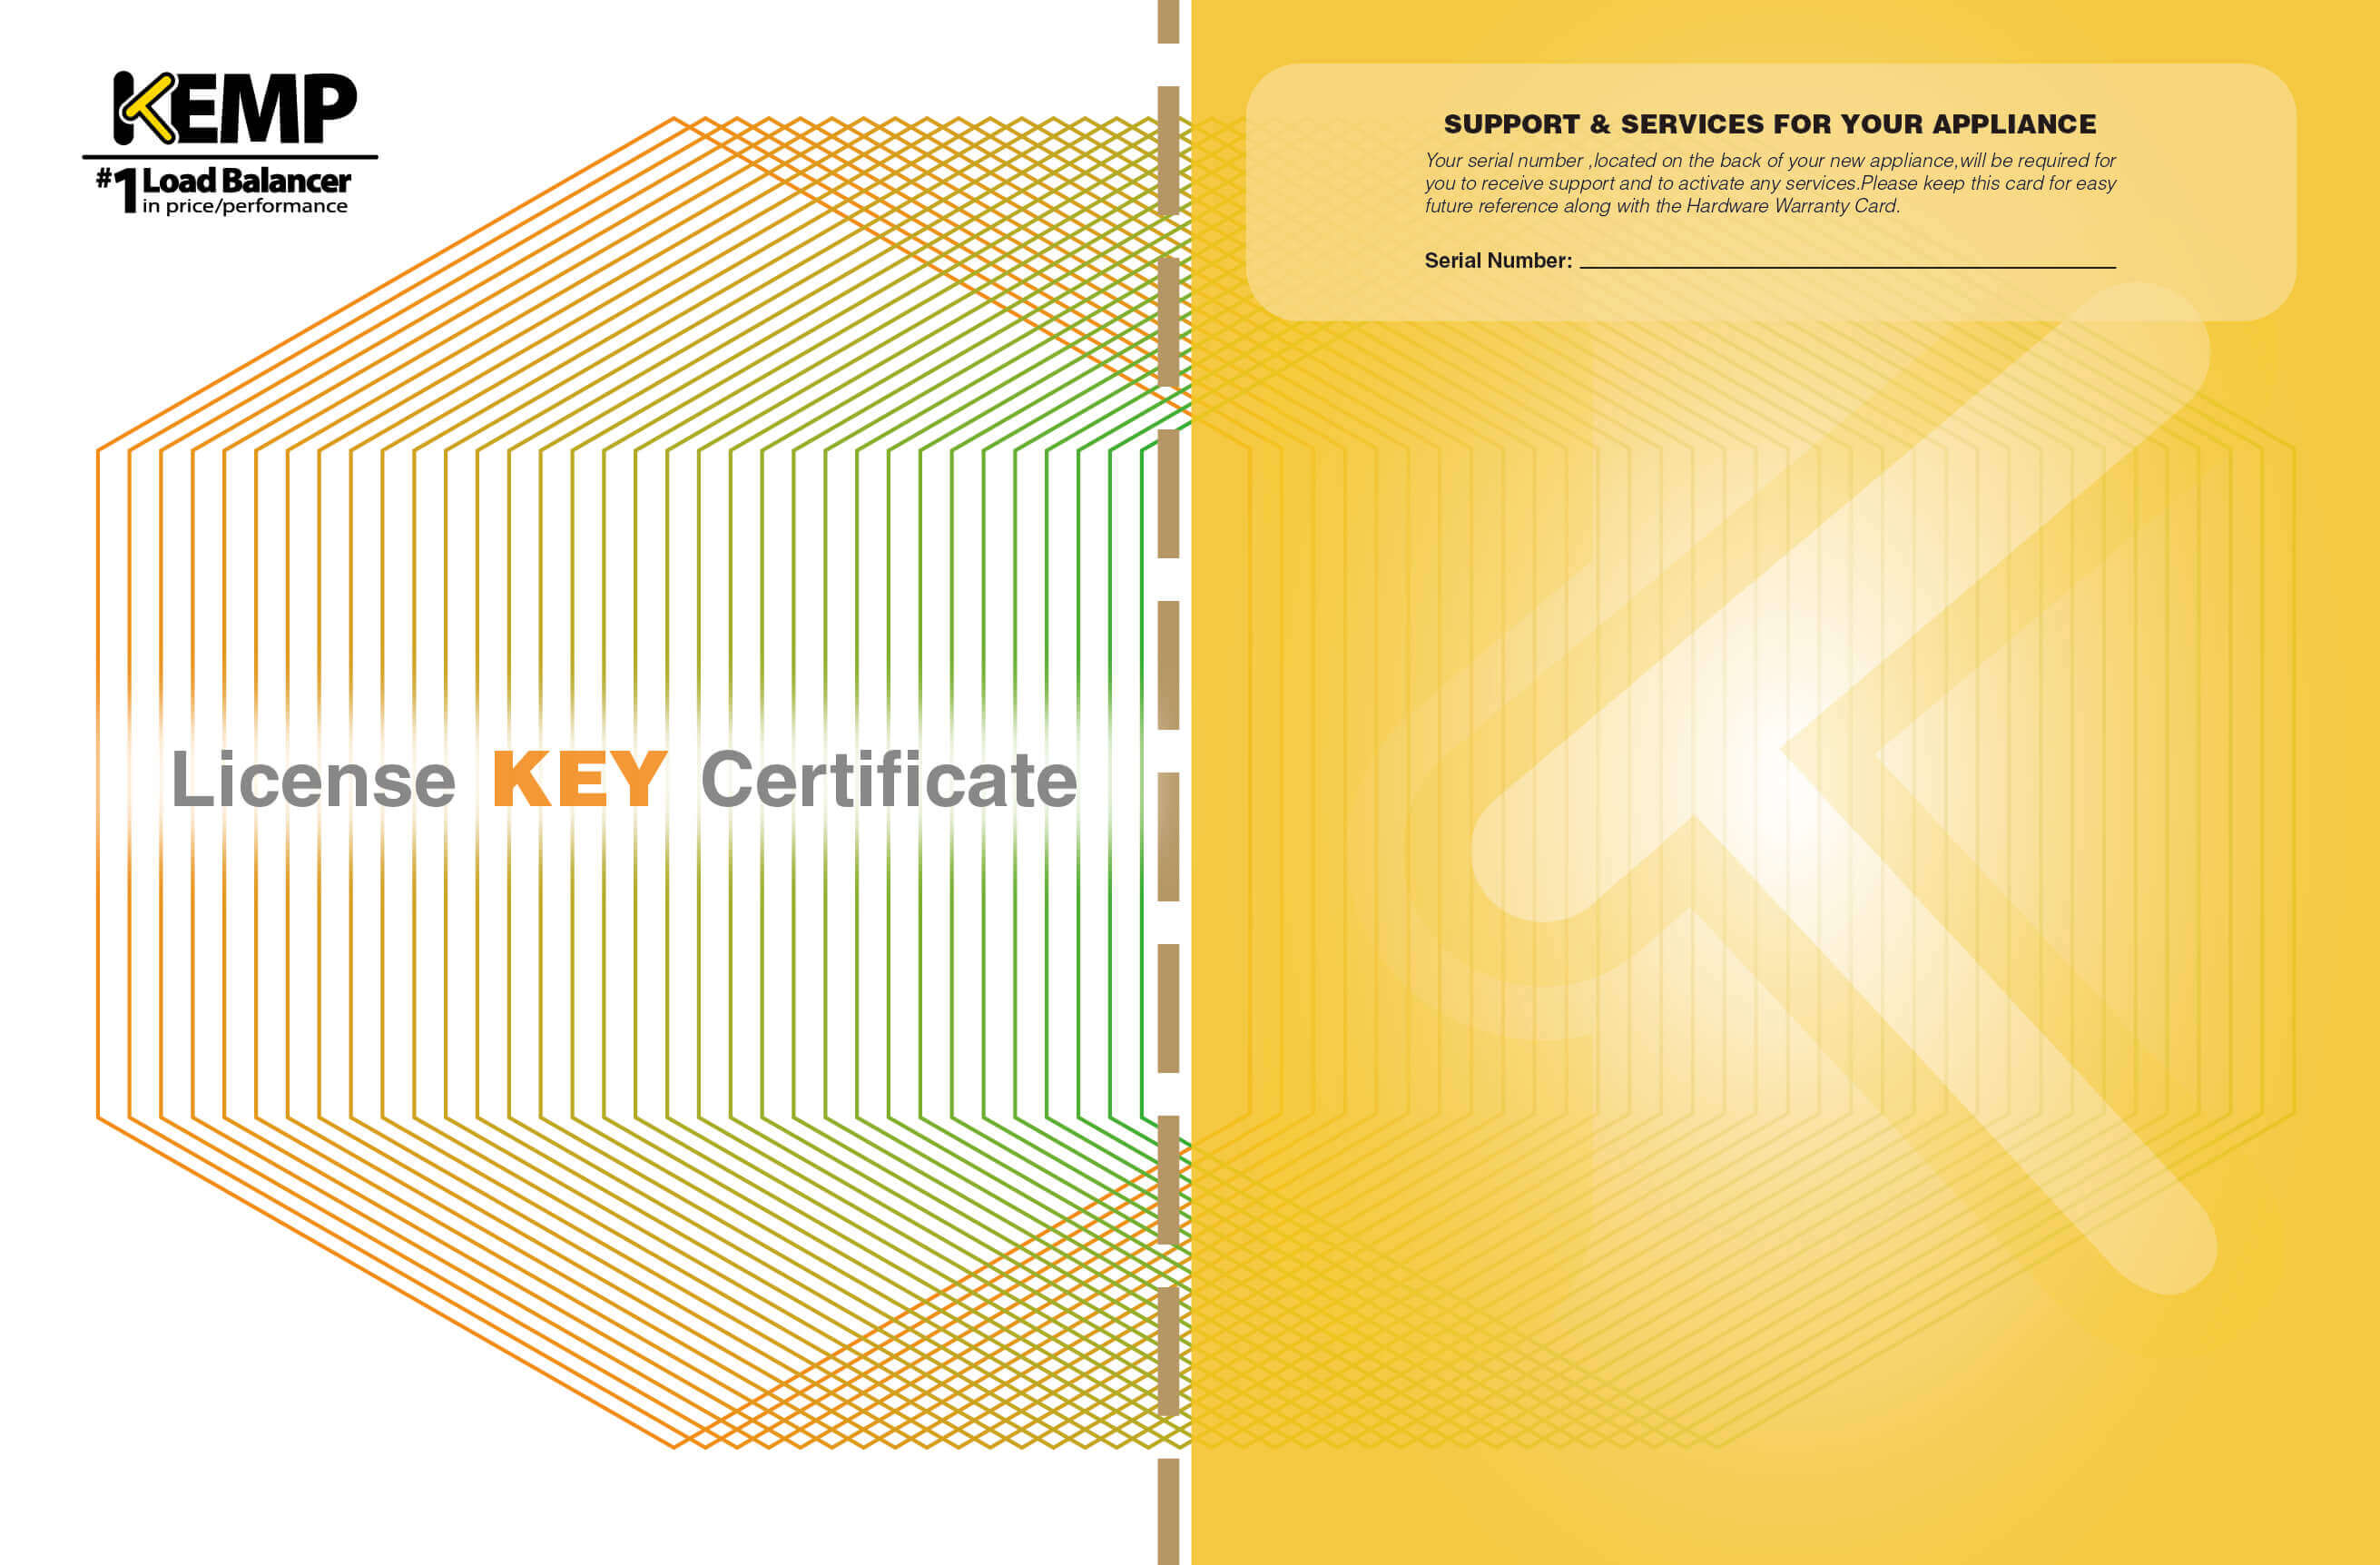 KEMP
#1 Load Balancer
in price/performance
License KEY Certificate
SUPPORT & SERVICES FOR YOUR APPLIANCE
Your serial number ,located on the back of your new appliance,will be required for
you to receive support and to activate any services.Please keep this card for easy
future reference along with the Hardware Warranty Card.
Serial Number: